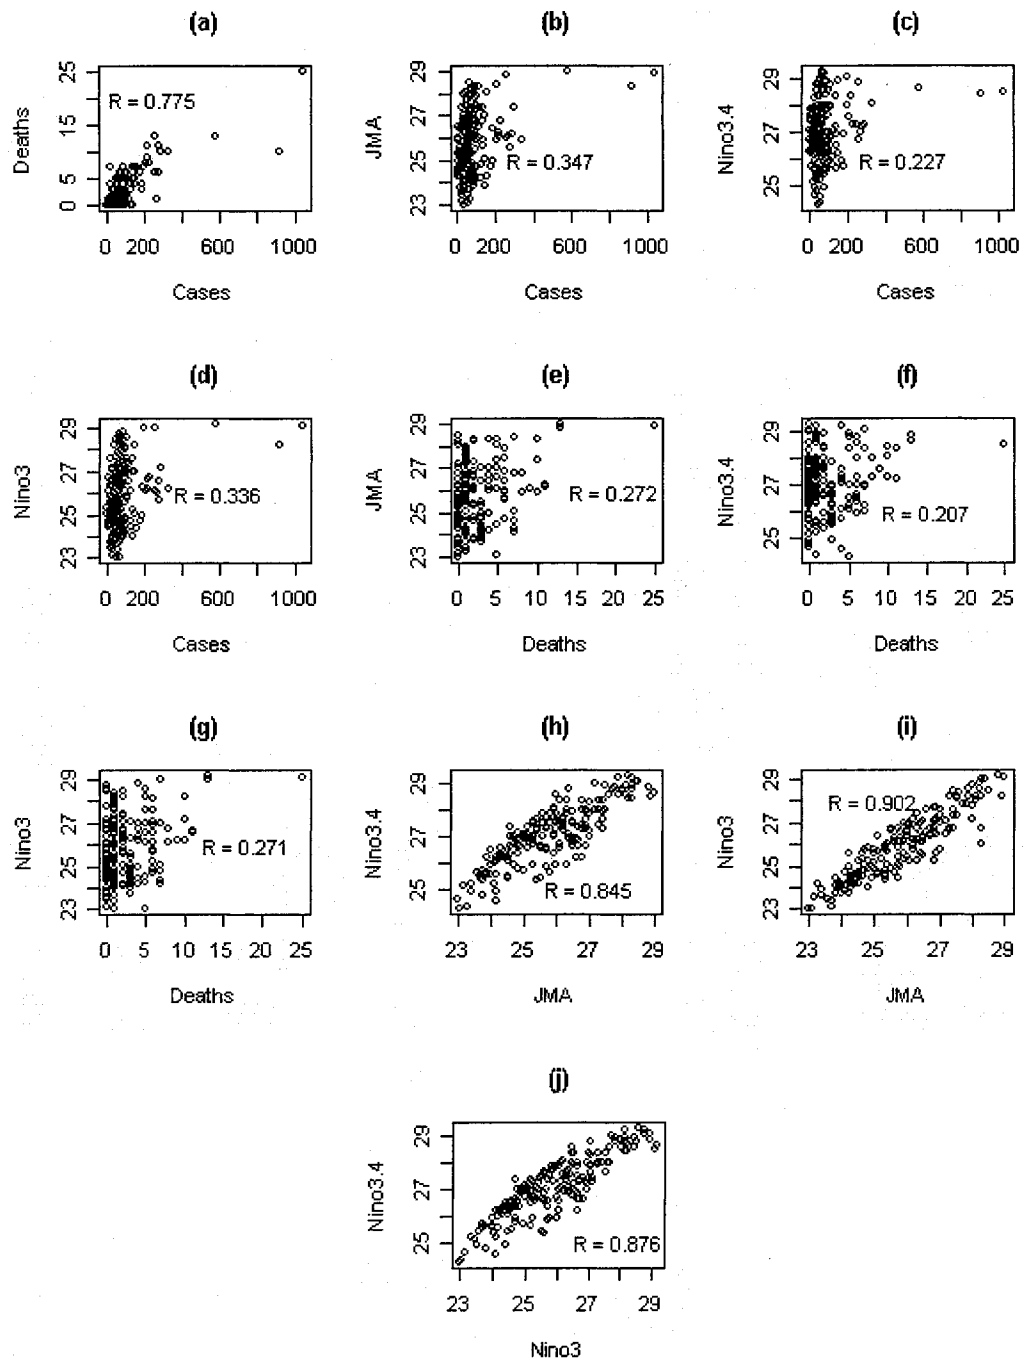 (a)
(b)
(c)
Deaths
25
15
5
0
R = 0.775
0 200 600 1000
Cases
JMA
29
27
25
23
R = 0.347
0 200 600 1000
Cases
Nino3.4
29
27
25
R = 0.227
0 200 600 1000
Cases
(d)
(e)
(f)
Nino3
29
27
25
23
R = 0.336
0 200 600 1000
Cases
JMA
29
27
25
23
R = 0.272
0 5 10 15 20 25
Deaths
Nino3.4
29
27
25
R = 0.207
0 5 10 15 20 25
Deaths
(g)
(h)
(i)
Nino3
29
27
25
23
R = 0.271
0 5 10 15 20 25
Deaths
Nino3.4
29
27
25
R = 0.845
23 25 27 29
JMA
Nino3
29
27
25
23
R = 0.902
23 25 27 29
JMA
(j)
Nino3.4
29
27
25
R = 0.876
23 25 27 29
Nino3